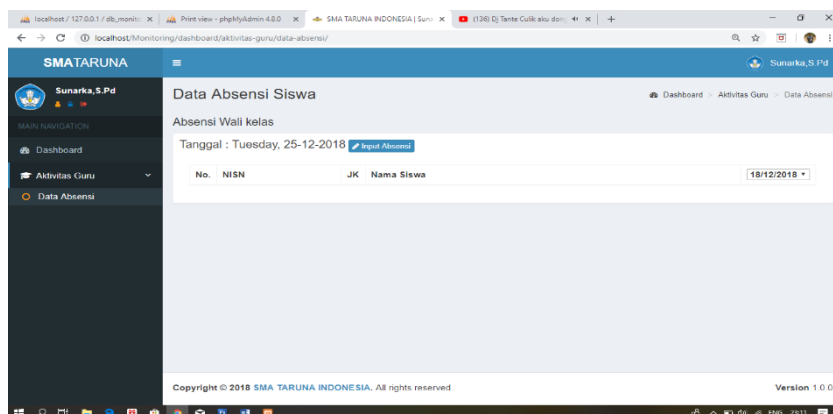 localhost / 127.0.0.1 / db_monito
Print view - phpMyAdmin 4.8.0
SMA TARUNA INDONESIA | Suna
(136) Dj Tante Culik aku dong
localhost/Monitoring/dashboard/aktivitas-guru/data-absensi/
SMATARUNA
Sunarka,S.Pd
Sunarka,S.Pd
Data Absensi Siswa
Dashboard > Aktivitas Guru > Data Absensi
MAIN NAVIGATION
Absensi Wali kelas
Dashboard
Tanggal : Tuesday, 25-12-2018 Input Absensi
Aktivitas Guru
No. NISN JK Nama Siswa 18/12/2018
Data Absensi
Copyright © 2018 SMA TARUNA INDONESIA. All rights reserved
Version 1.0.0
ENG 23:11